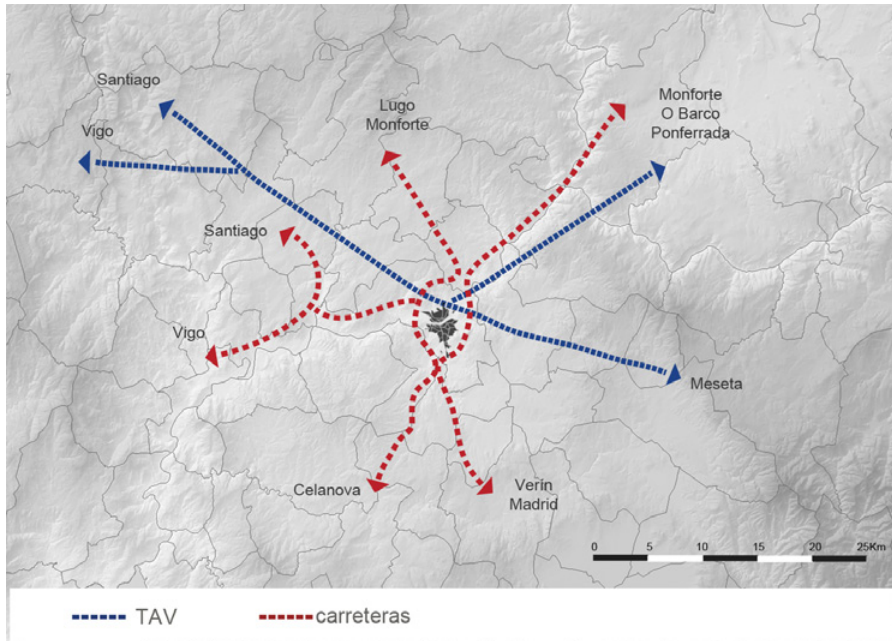 Santiago
Vigo
Lugo
Monforte
Monforte
O Barco
Ponferrada
Santiago
Vigo
Meseta
Celanova
Verín
Madrid
0 5 10 15 20 25Km
TAV
carreteras